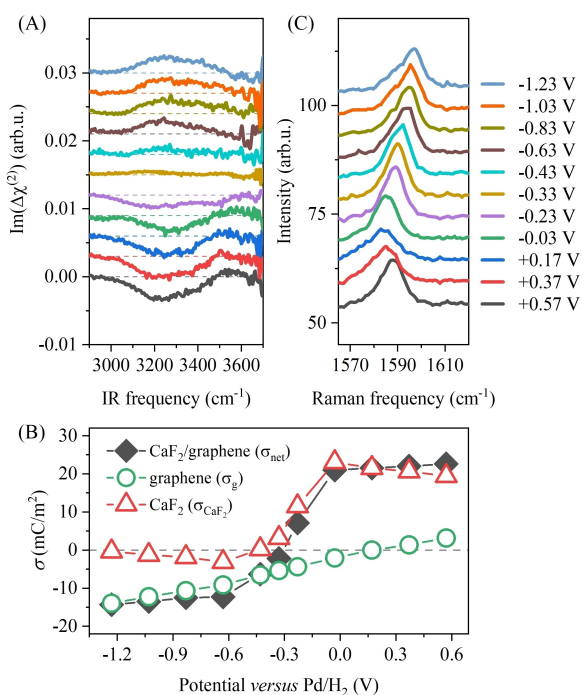 (A)
(C)
Im(Δχ⁽²⁾) (arb.u.)
0.03
0.02
0.01
0.00
-0.01
3000 3200 3400 3600
IR frequency (cm⁻¹)
Intensity (arb.u.)
100
75
50
1570 1590 1610
Raman frequency (cm⁻¹)
-1.23 V
-1.03 V
-0.83 V
-0.63 V
-0.43 V
-0.33 V
-0.23 V
-0.03 V
+0.17 V
+0.37 V
+0.57 V
(B)
σ (mC/m²)
30
20
10
0
-10
-20
CaF₂/graphene (σₙₑₜ)
graphene (σ_g)
CaF₂ (σ_CaF₂)
-1.2 -0.9 -0.6 -0.3 0.0 0.3 0.6
Potential versus Pd/H₂ (V)